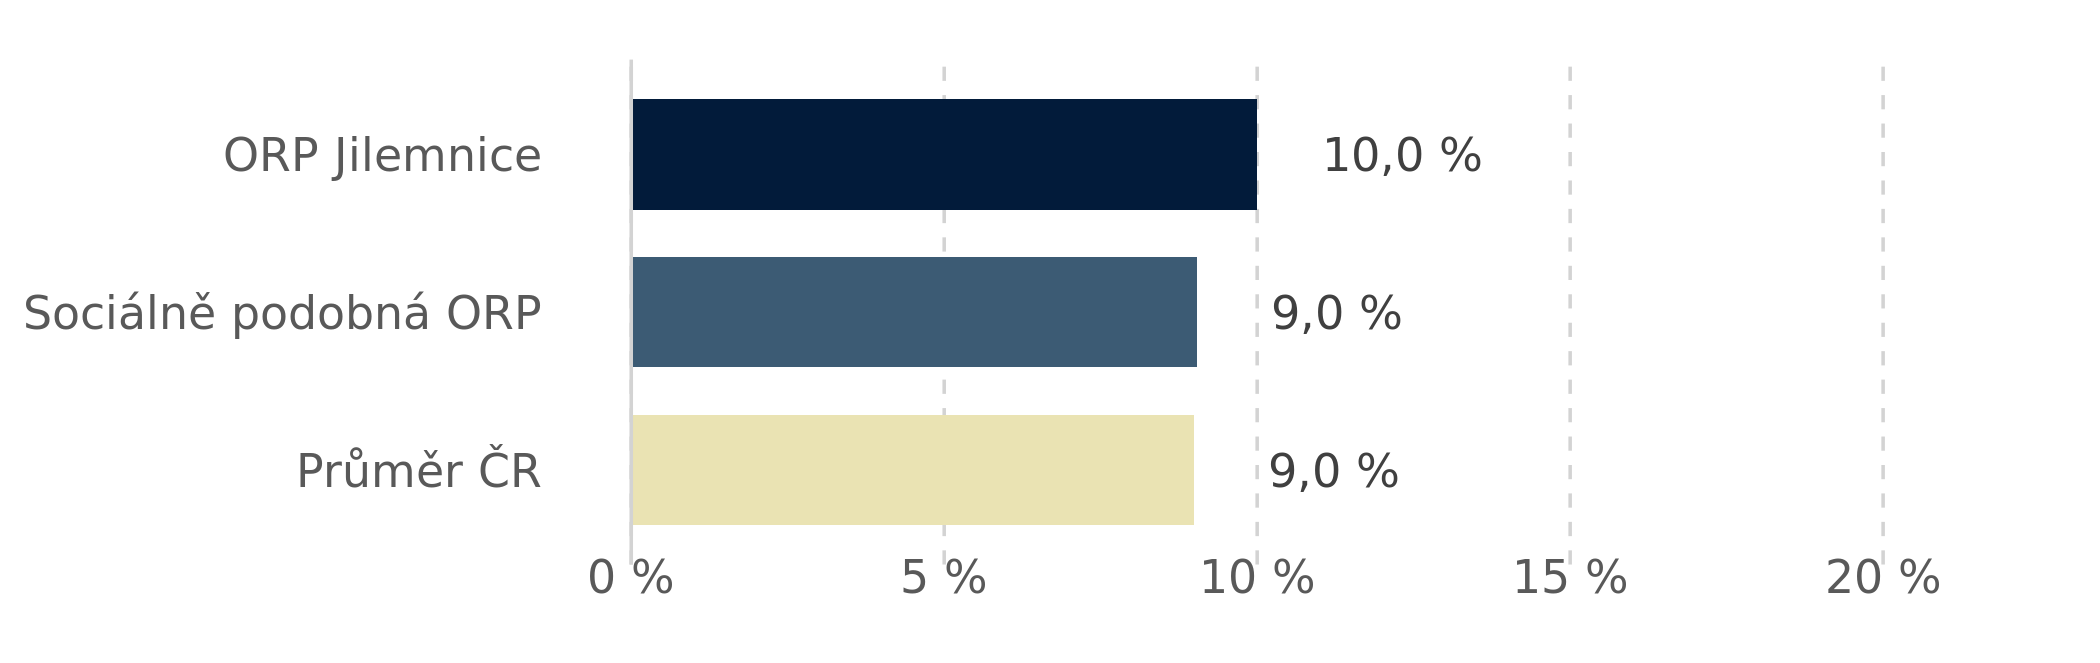 ORP Jilemnice 10,0 %
Sociálně podobná ORP 9,0 %
Průměr ČR 9,0 %
0 % 5 % 10 % 15 % 20 %